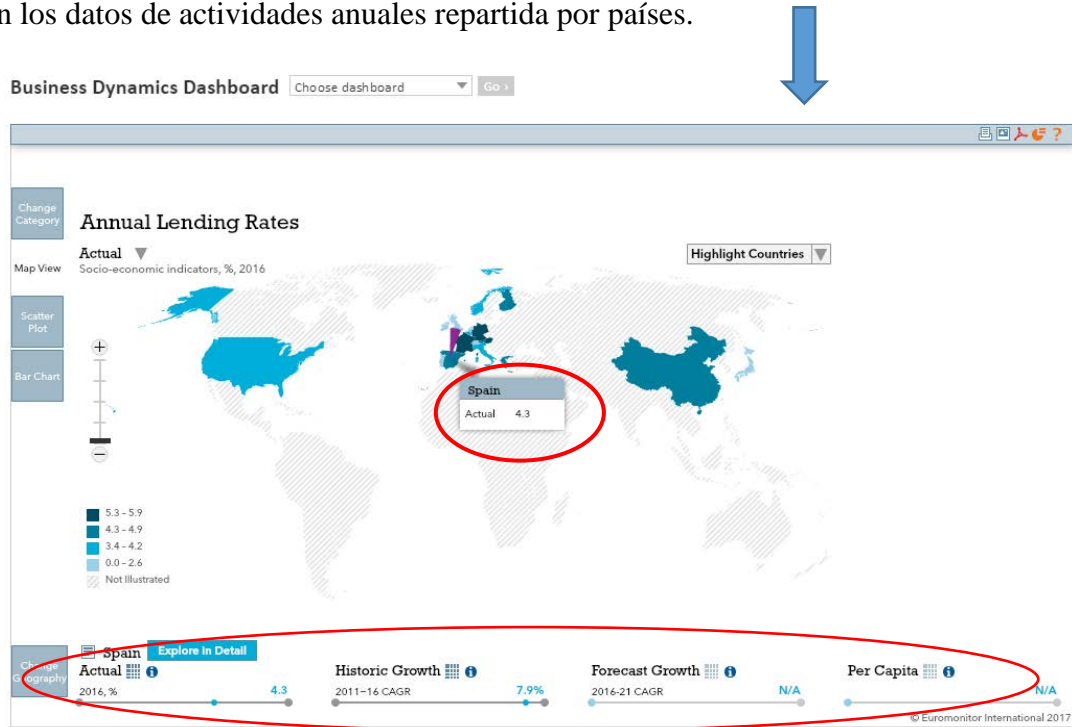 n los datos de actividades anuales repartida por países.
Business Dynamics Dashboard Choose dashboard Go ›
?
Change
Category
Annual Lending Rates
Actual
Highlight Countries
Map View
Socio-economic indicators, %, 2016
Scatter
Plot
+
Bar Chart
Spain
Actual 4.3
−
5.3 - 5.9
4.3 - 4.9
3.4 - 4.2
0.0 - 2.6
Not Illustrated
Change
Geography
Spain Explore In Detail
Actual i Historic Growth i Forecast Growth i Per Capita i
2016, % 4.3 2011-16 CAGR 7.9% 2016-21 CAGR N/A N/A
© Euromonitor International 2017